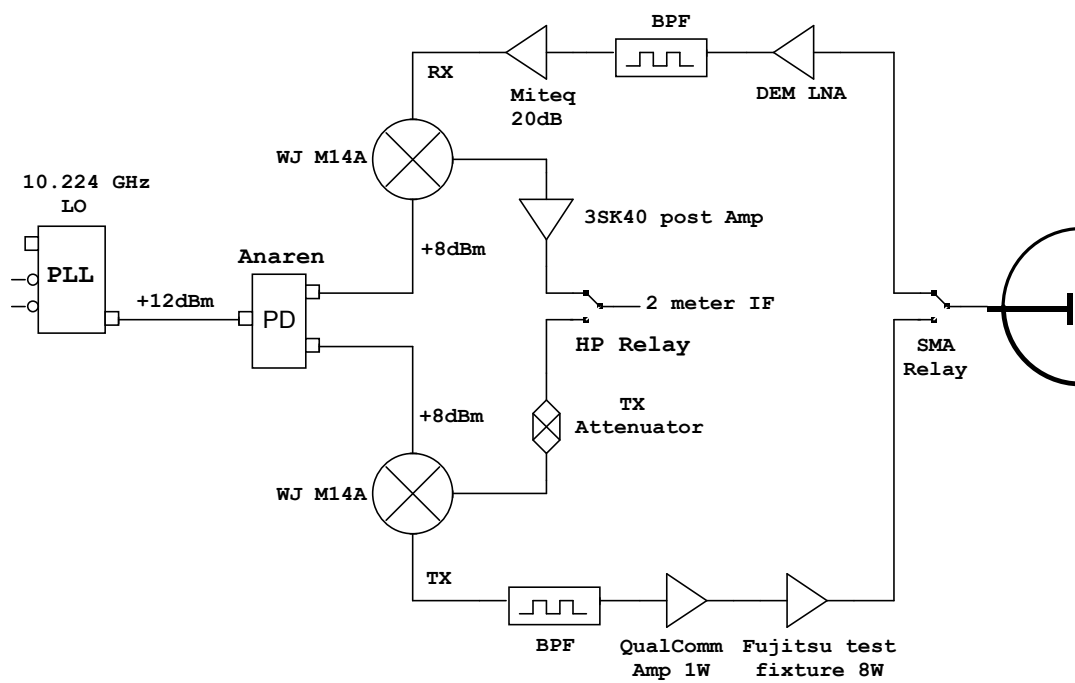 BPF
RX
Miteq
20dB
DEM LNA
WJ M14A
10.224 GHz
LO
3SK40 post Amp
+8dBm
Anaren
PLL
+12dBm
PD
2 meter IF
HP Relay
SMA
Relay
+8dBm
TX
Attenuator
WJ M14A
TX
BPF
QualComm
Amp 1W
Fujitsu test
fixture 8W